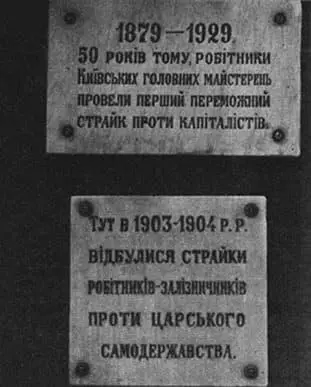 1879—1929.
50 РОКІВ ТОМУ, РОБІТНИКИ
КИЇВСЬКИХ ГОЛОВНИХ МАЙСТЕРЕНЬ
ПРОВЕЛИ ПЕРШИЙ ПЕРЕМОЖНИЙ
СТРАЙК ПРОТИ КАПІТАЛІСТІВ.
ТУТ В 1903-1904 Р. Р.
ВІДБУЛИСЯ СТРАЙКИ
РОБІТНИКІВ-ЗАЛІЗНИЧНИКІВ
ПРОТИ ЦАРСЬКОГО
САМОДЕРЖАВСТВА.